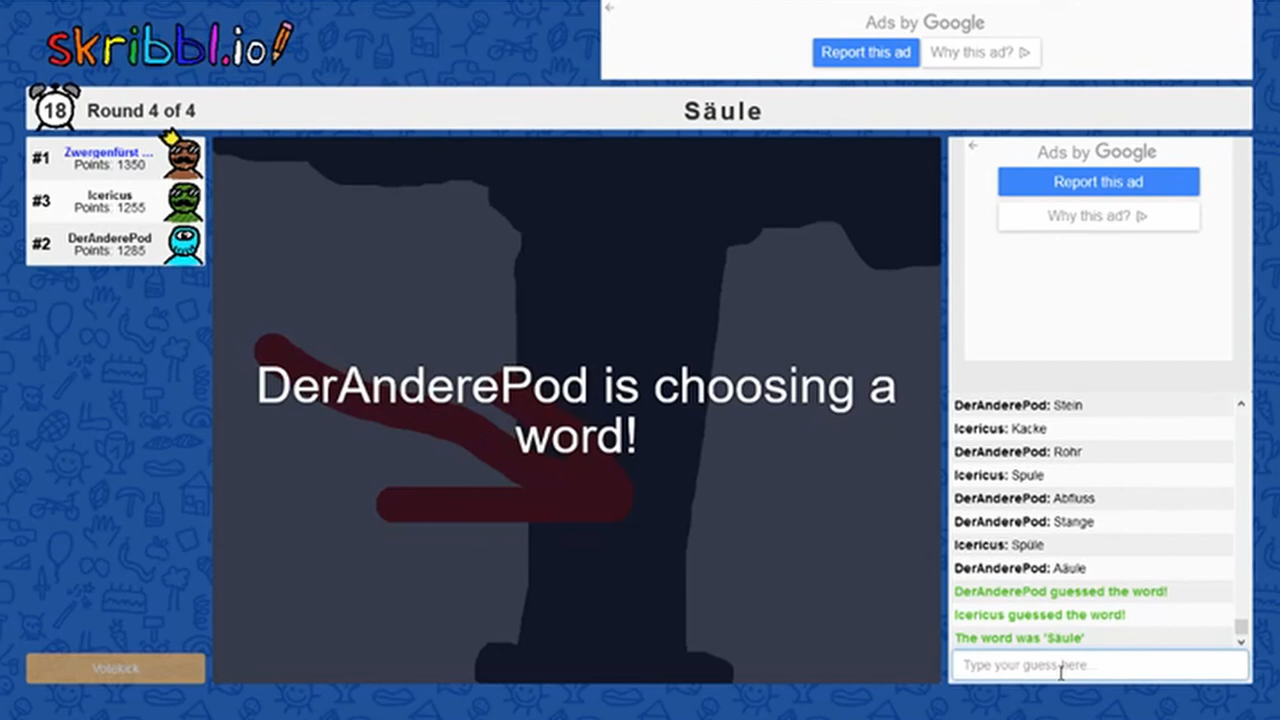 skribbl.io!
Ads by Google
Report this ad
Why this ad?
18
Round 4 of 4
Säule
#1
Zwergenfürst ...
Points: 1350
#3
Icericus
Points: 1255
#2
DerAnderePod
Points: 1285
DerAnderePod is choosing a
word!
Ads by Google
Report this ad
Why this ad?
DerAnderePod: Stein
Icericus: Kacke
DerAnderePod: Rohr
Icericus: Spule
DerAnderePod: Abfluss
DerAnderePod: Stange
Icericus: Spüle
DerAnderePod: Aäule
DerAnderePod guessed the word!
Icericus guessed the word!
The word was 'Säule'
Votekick
Type your guess here...